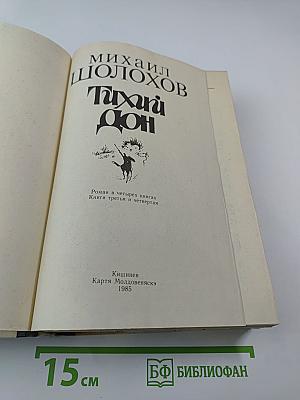 МИХАИЛ
ШОЛОХОВ
ТИХИЙ
ДОН
Роман в четырех книгах
Книги третья и четвертая
Кишинев
Картя Молдовеняскэ
1985
15 см
БФ БИБЛИОФАН